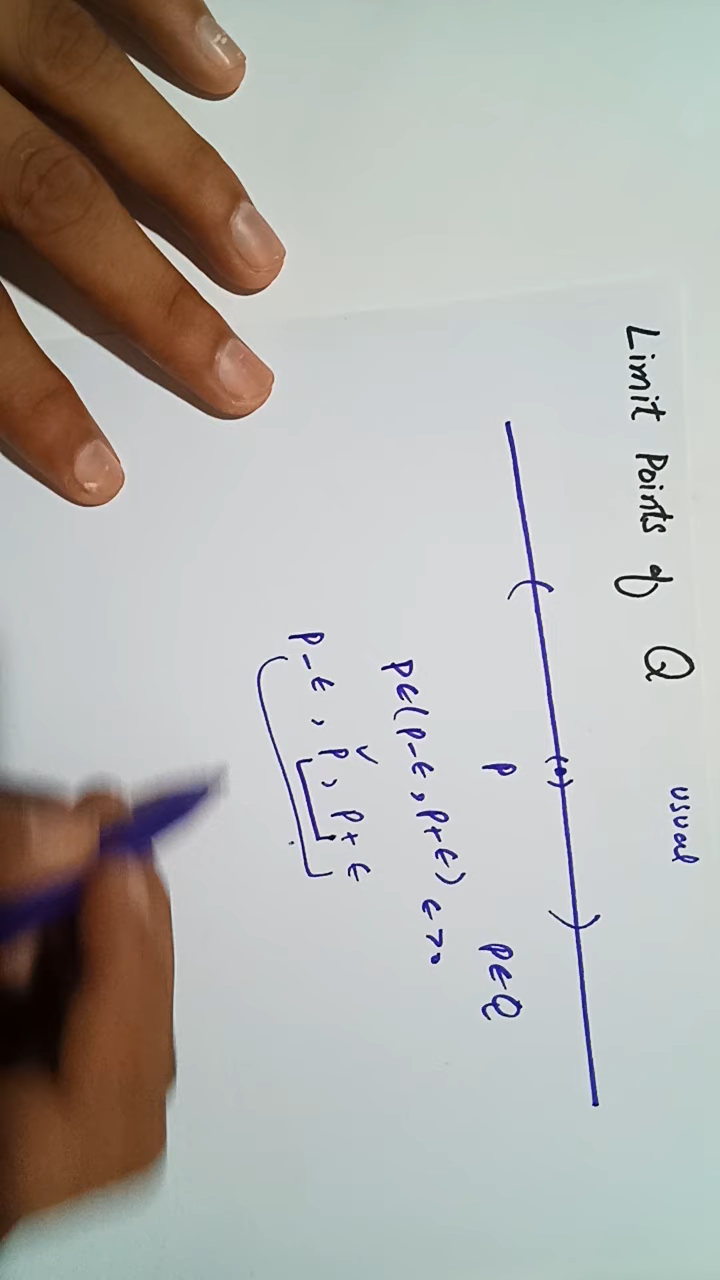 Limit Points of Q usual
(•)
P P∈Q
P∈(P-ϵ, P+ϵ) ϵ>0
P-ϵ, P, P+ϵ